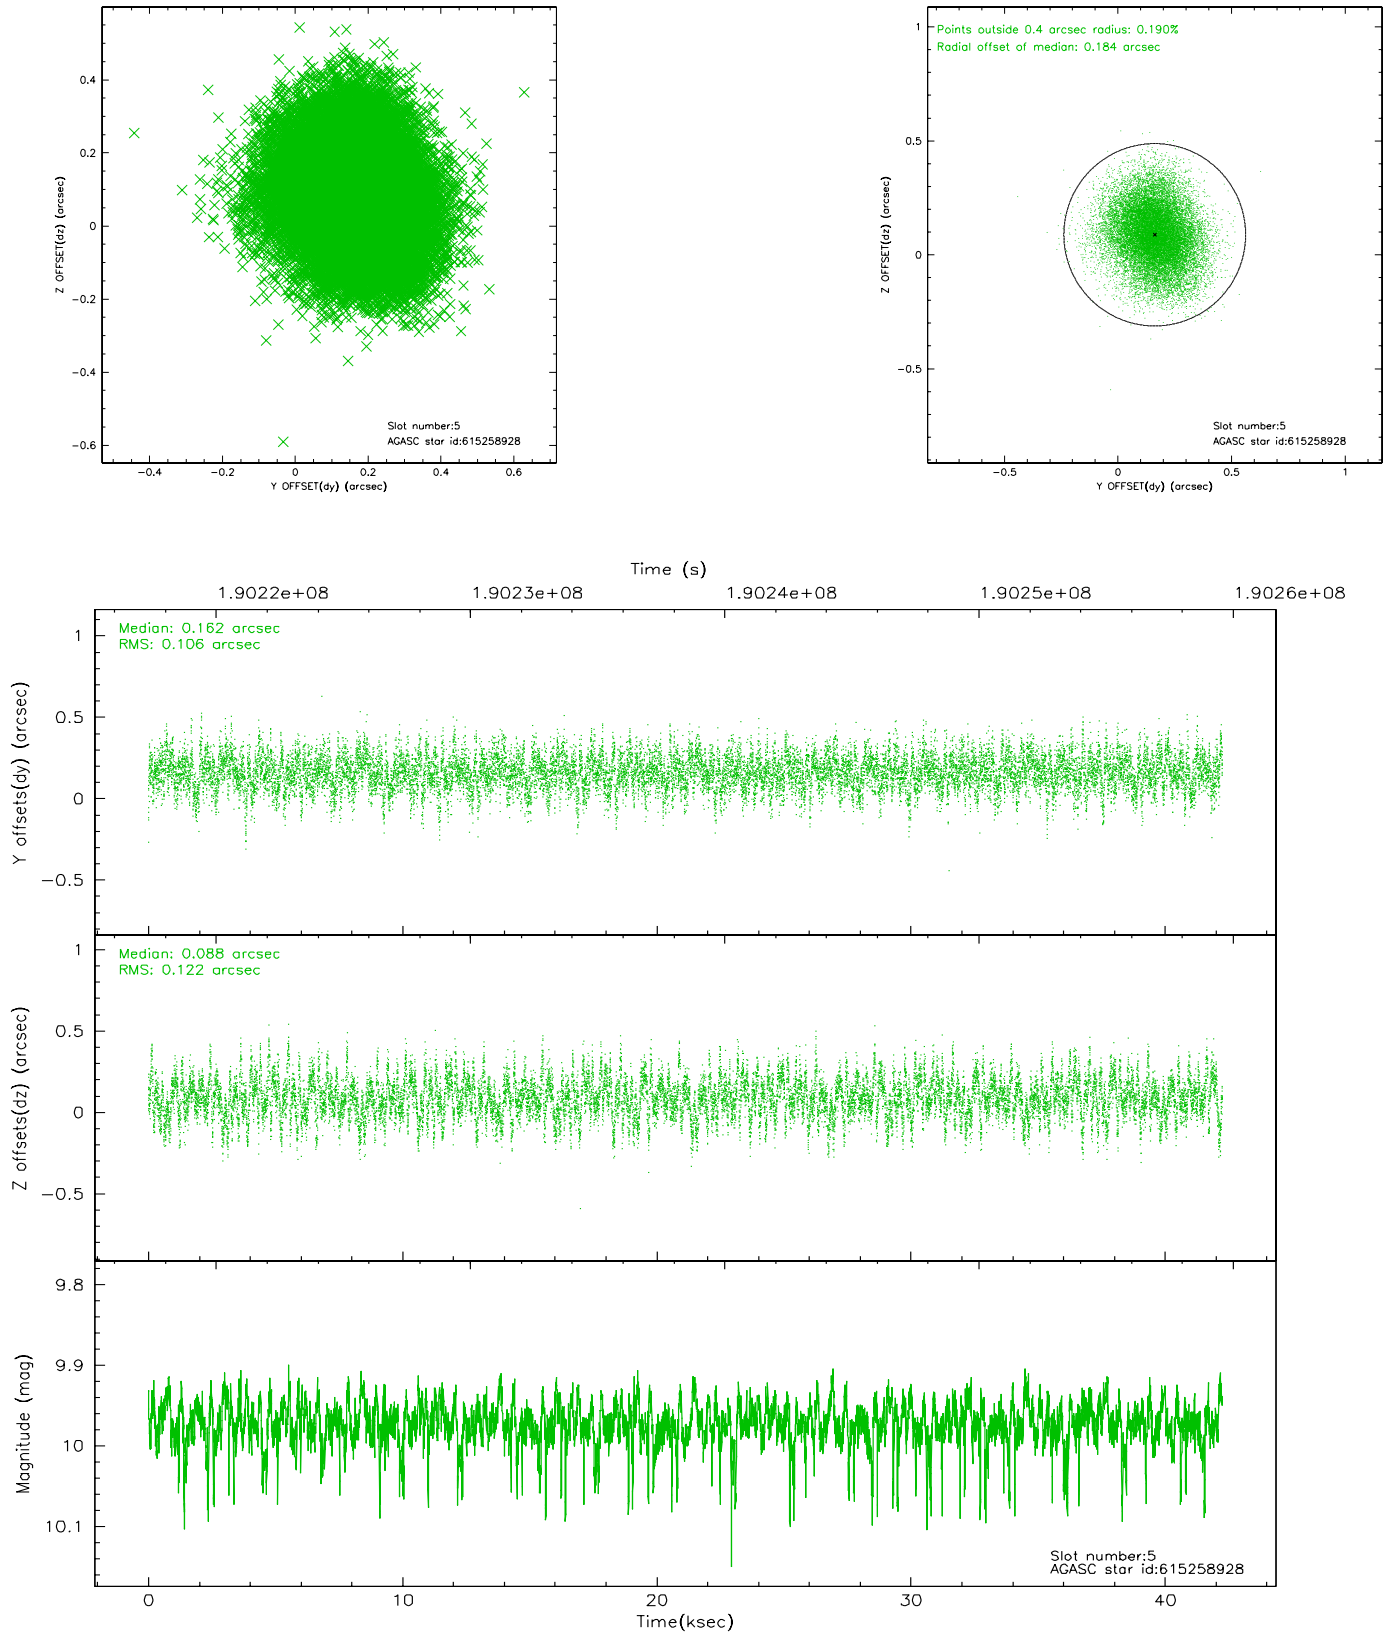 0.4
0.2
0
-0.2
-0.4
-0.6
Z OFFSET(dz) (arcsec)
Slot number:5
AGASC star id:615258928
-0.4
-0.2
0
0.2
0.4
0.6
Y OFFSET(dy) (arcsec)
Points outside 0.4 arcsec radius: 0.190%
Radial offset of median: 0.184 arcsec
1
0.5
0
-0.5
Z OFFSET(dz) (arcsec)
Slot number:5
AGASC star id:615258928
-0.5
0
0.5
1
Y OFFSET(dy) (arcsec)
Time (s)
1.9022e+08
1.9023e+08
1.9024e+08
1.9025e+08
1.9026e+08
Median: 0.162 arcsec
RMS: 0.106 arcsec
1
0.5
0
-0.5
Y offsets(dy) (arcsec)
Median: 0.088 arcsec
RMS: 0.122 arcsec
1
0.5
0
-0.5
Z offsets(dz) (arcsec)
9.8
9.9
10
10.1
Magnitude (mag)
Slot number:5
AGASC star id:615258928
0
10
20
30
40
Time(ksec)